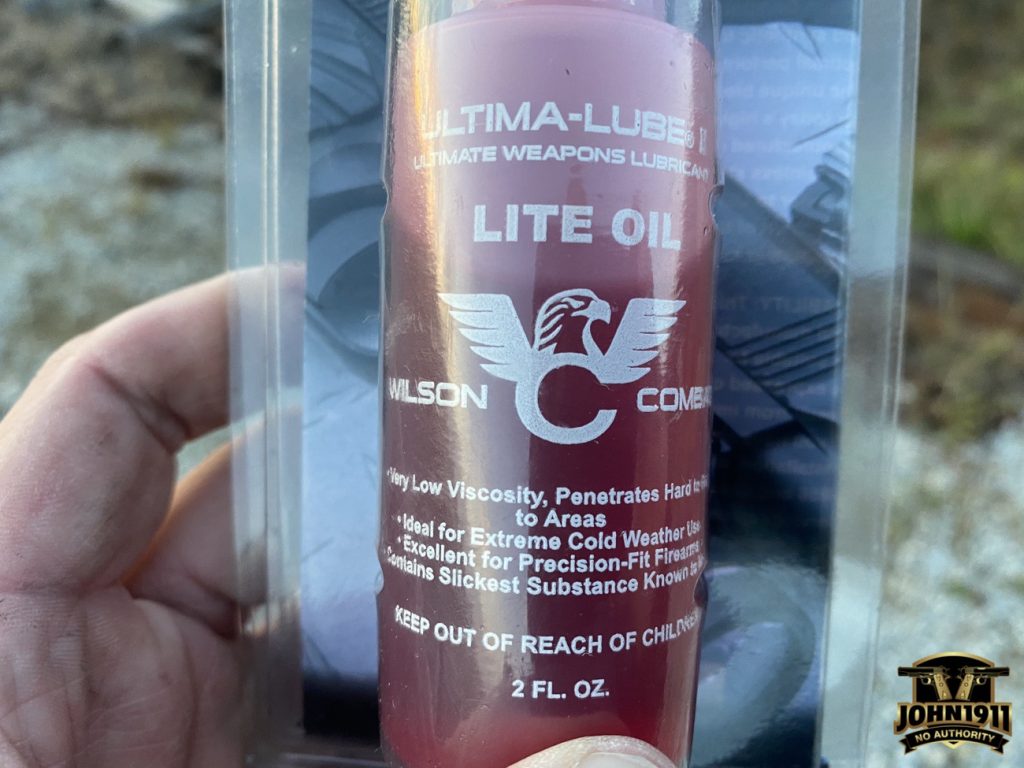 ULTIMA-LUBE® II
ULTIMATE WEAPONS LUBRICANT
LITE OIL
WILSON COMBAT
• Very Low Viscosity, Penetrates Hard to
to Areas
• Ideal for Extreme Cold Weather Use
• Excellent for Precision-Fit Firearms
Contains Slickest Substance Known to
KEEP OUT OF REACH OF CHILDREN
2 FL. OZ.
JOHN1911
NO AUTHORITY